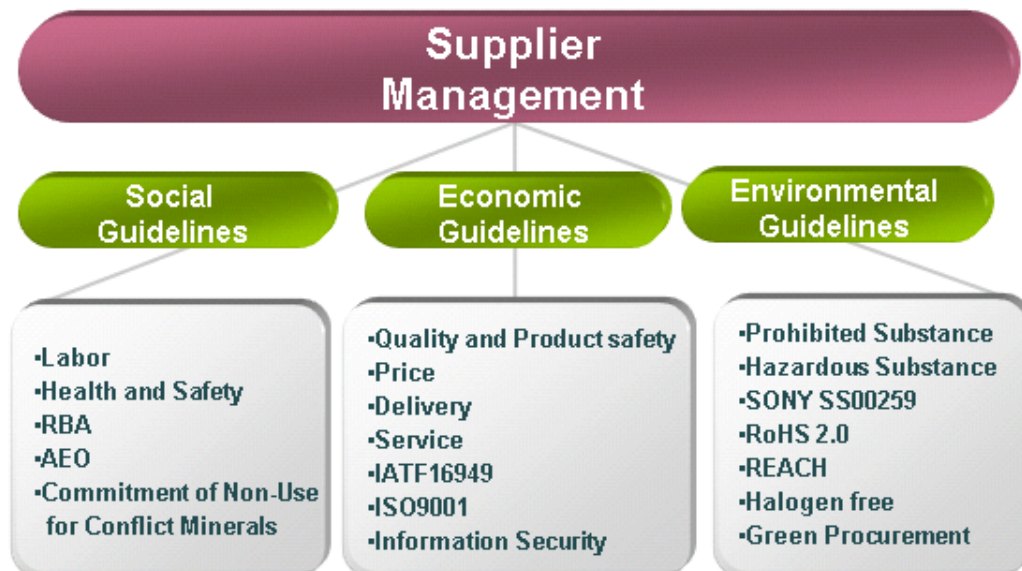 Supplier
Management
Social
Guidelines
Economic
Guidelines
Environmental
Guidelines
▪Labor
▪Health and Safety
▪RBA
▪AEO
▪Commitment of Non-Use
for Conflict Minerals
▪Quality and Product safety
▪Price
▪Delivery
▪Service
▪IATF16949
▪ISO9001
▪Information Security
▪Prohibited Substance
▪Hazardous Substance
▪SONY SS00259
▪RoHS 2.0
▪REACH
▪Halogen free
▪Green Procurement